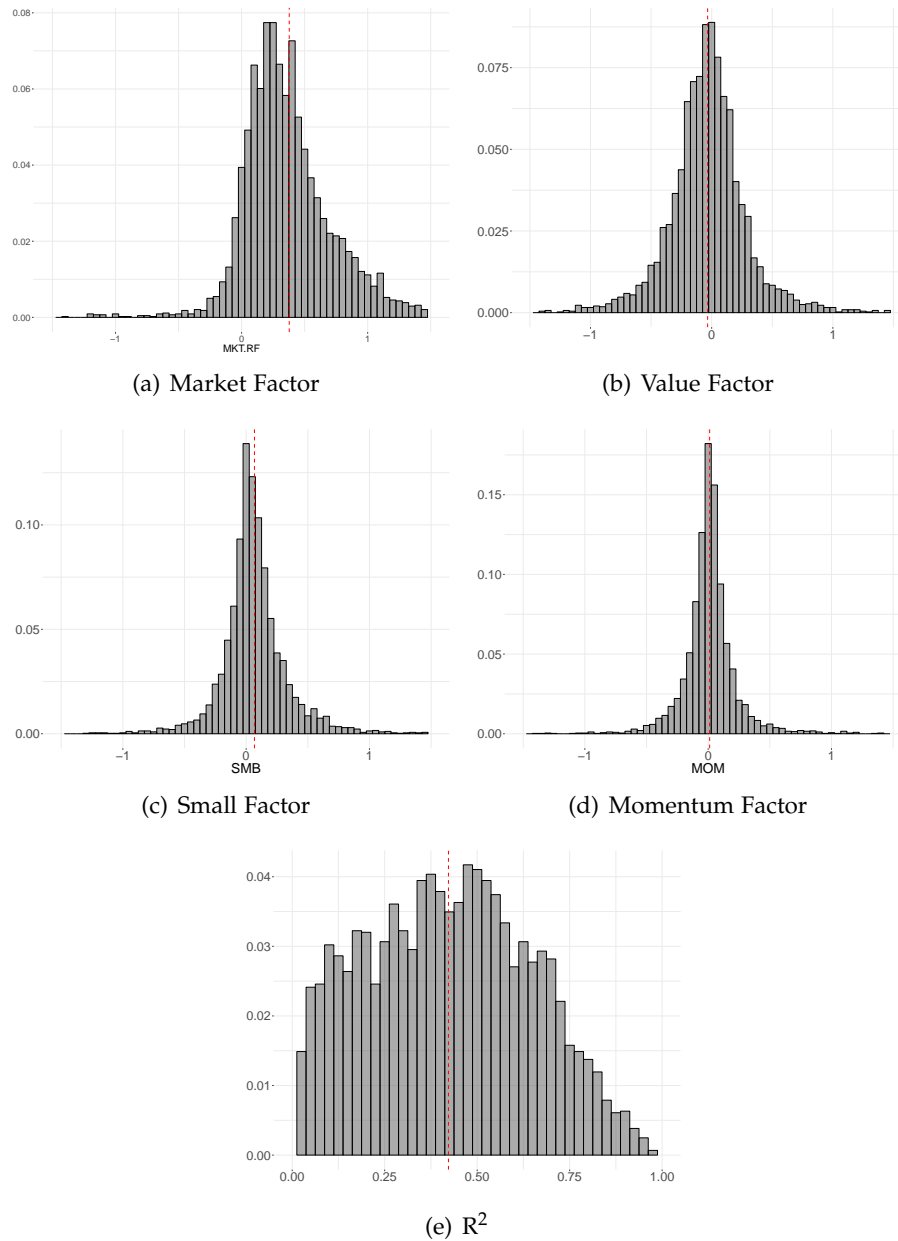 0.08
0.06
0.04
0.02
0.00
−1 0 1
MKT.RF
(a) Market Factor
0.075
0.050
0.025
0.000
−1 0 1
(b) Value Factor
0.10
0.05
0.00
−1 0 1
SMB
(c) Small Factor
0.15
0.10
0.05
0.00
−1 0 1
MOM
(d) Momentum Factor
0.04
0.03
0.02
0.01
0.00
0.00 0.25 0.50 0.75 1.00
(e) R²